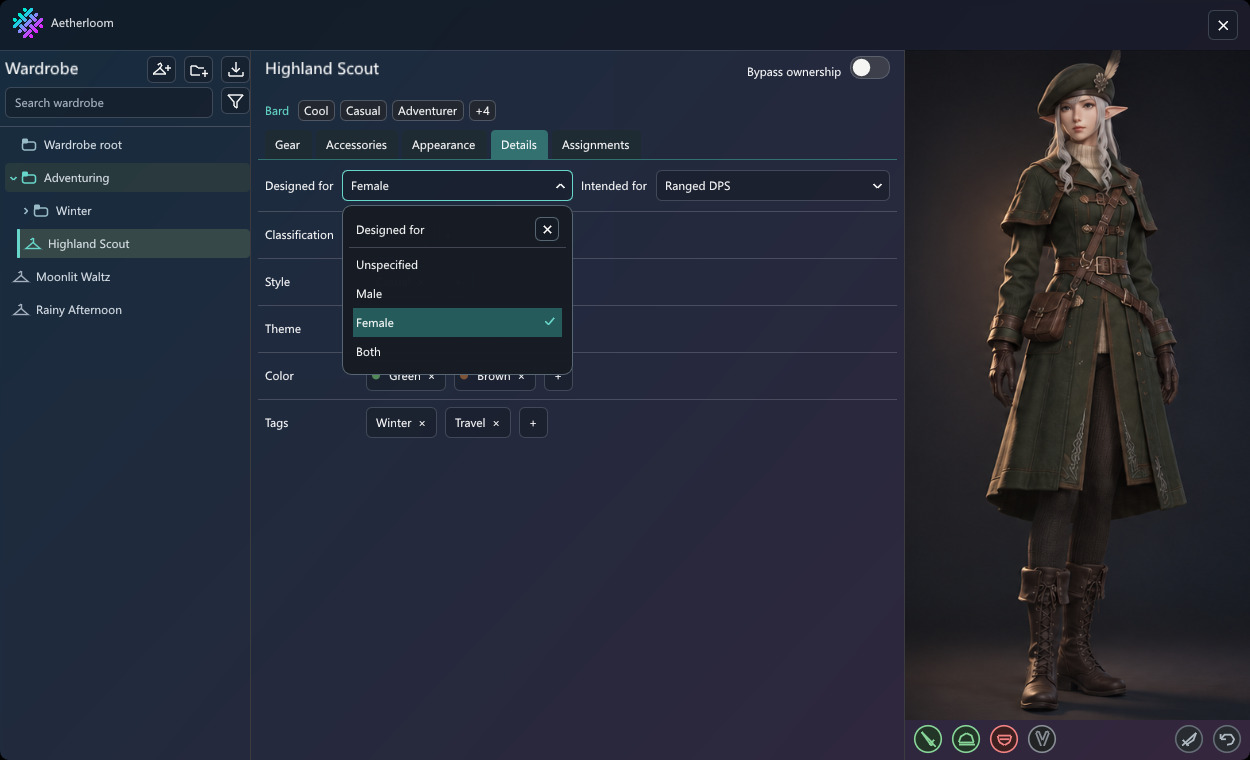 Aetherloom
Wardrobe
Search wardrobe
Wardrobe root
Adventuring
Winter
Highland Scout
Moonlit Waltz
Rainy Afternoon
Highland Scout
Bypass ownership
Bard Cool Casual Adventurer +4
Gear Accessories Appearance Details Assignments
Designed for Female Intended for Ranged DPS
Designed for
Unspecified
Male
Female
Both
Classification
Style
Theme
Color Green × Brown × +
Tags Winter × Travel × +